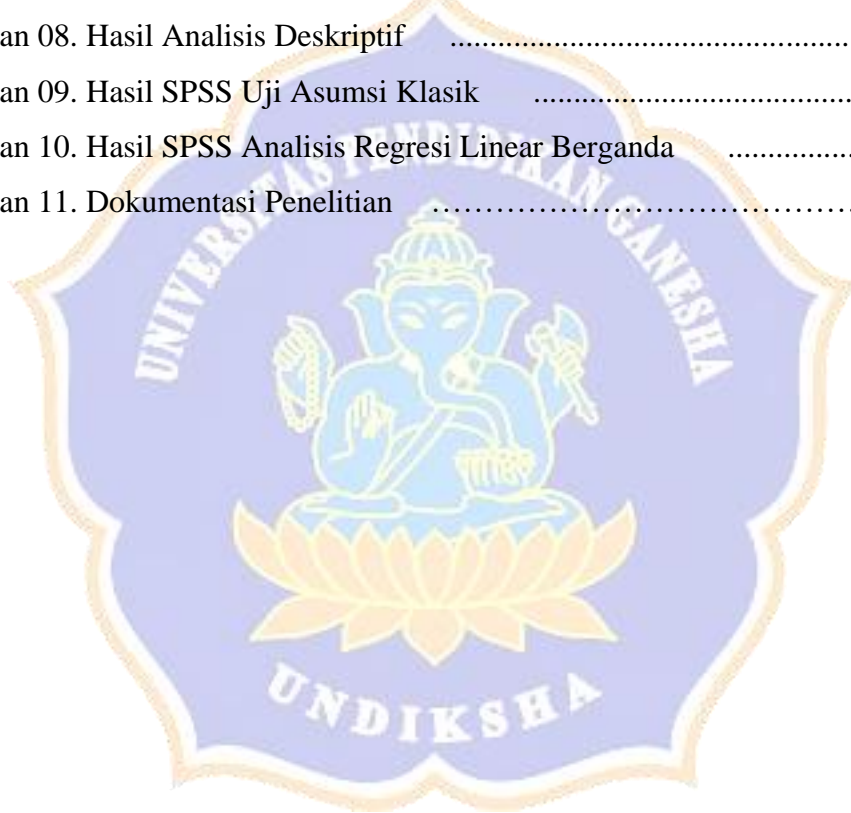 an 08. Hasil Analisis Deskriptif ....................................................
an 09. Hasil SPSS Uji Asumsi Klasik ........................................
an 10. Hasil SPSS Analisis Regresi Linear Berganda ................
an 11. Dokumentasi Penelitian ……………………………………
UNIVERSITAS PENDIDIKAN GANESHA
UNDIKSHA